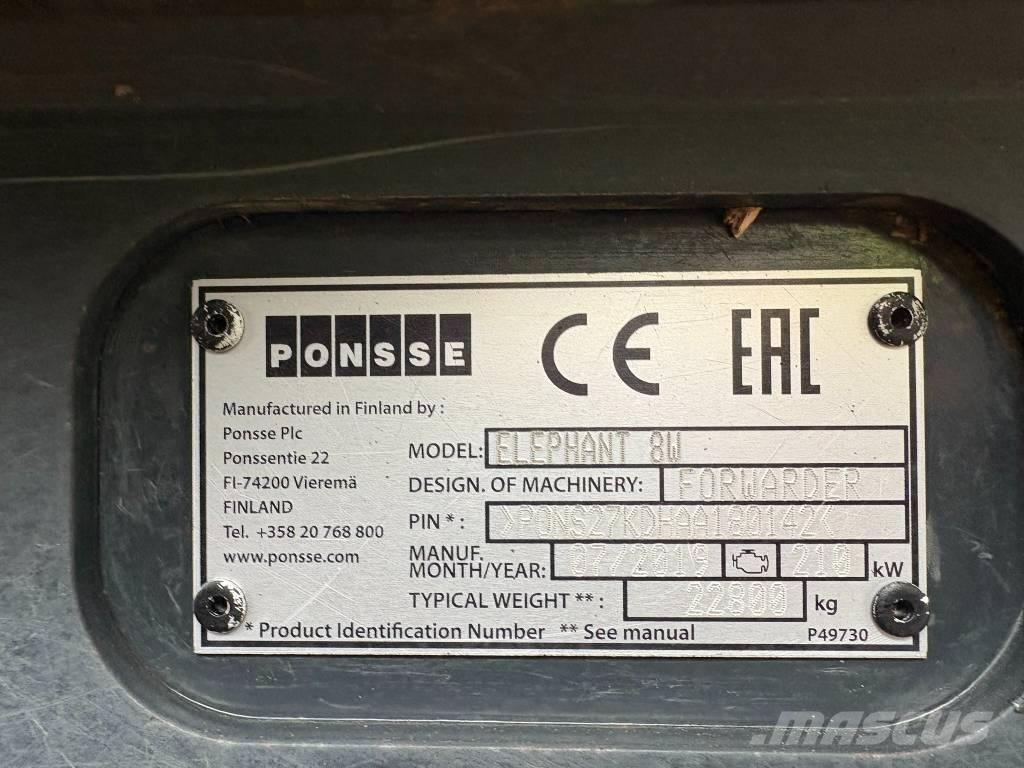 PONSSE CE EAC
Manufactured in Finland by :
Ponsse Plc
Ponssentie 22
FI-74200 Vieremä
FINLAND
Tel. +358 20 768 800
www.ponsse.com
MODEL: ELEPHANT 8W
DESIGN. OF MACHINERY: FORWARDER
PIN * : >PONS27KDHAA180142<
MANUF.
MONTH/YEAR: 07/2019 210 kW
TYPICAL WEIGHT ** : 22800 kg
* Product Identification Number ** See manual P49730
MASCUS